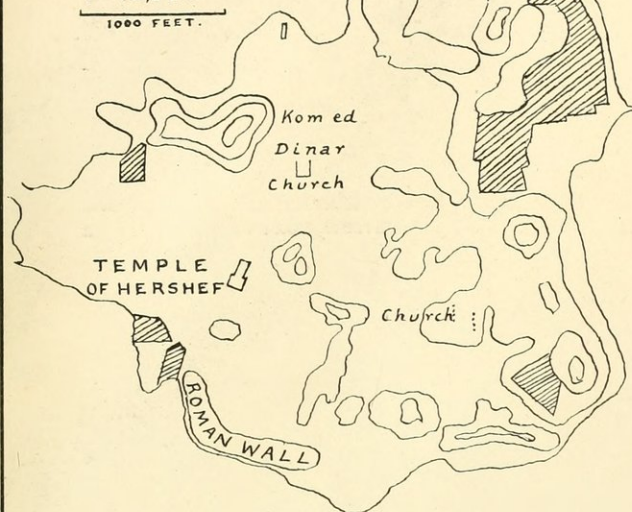 1000 FEET.
Kom ed
Dinar
Church
TEMPLE
OF HERSHEF
Church
ROMAN WALL